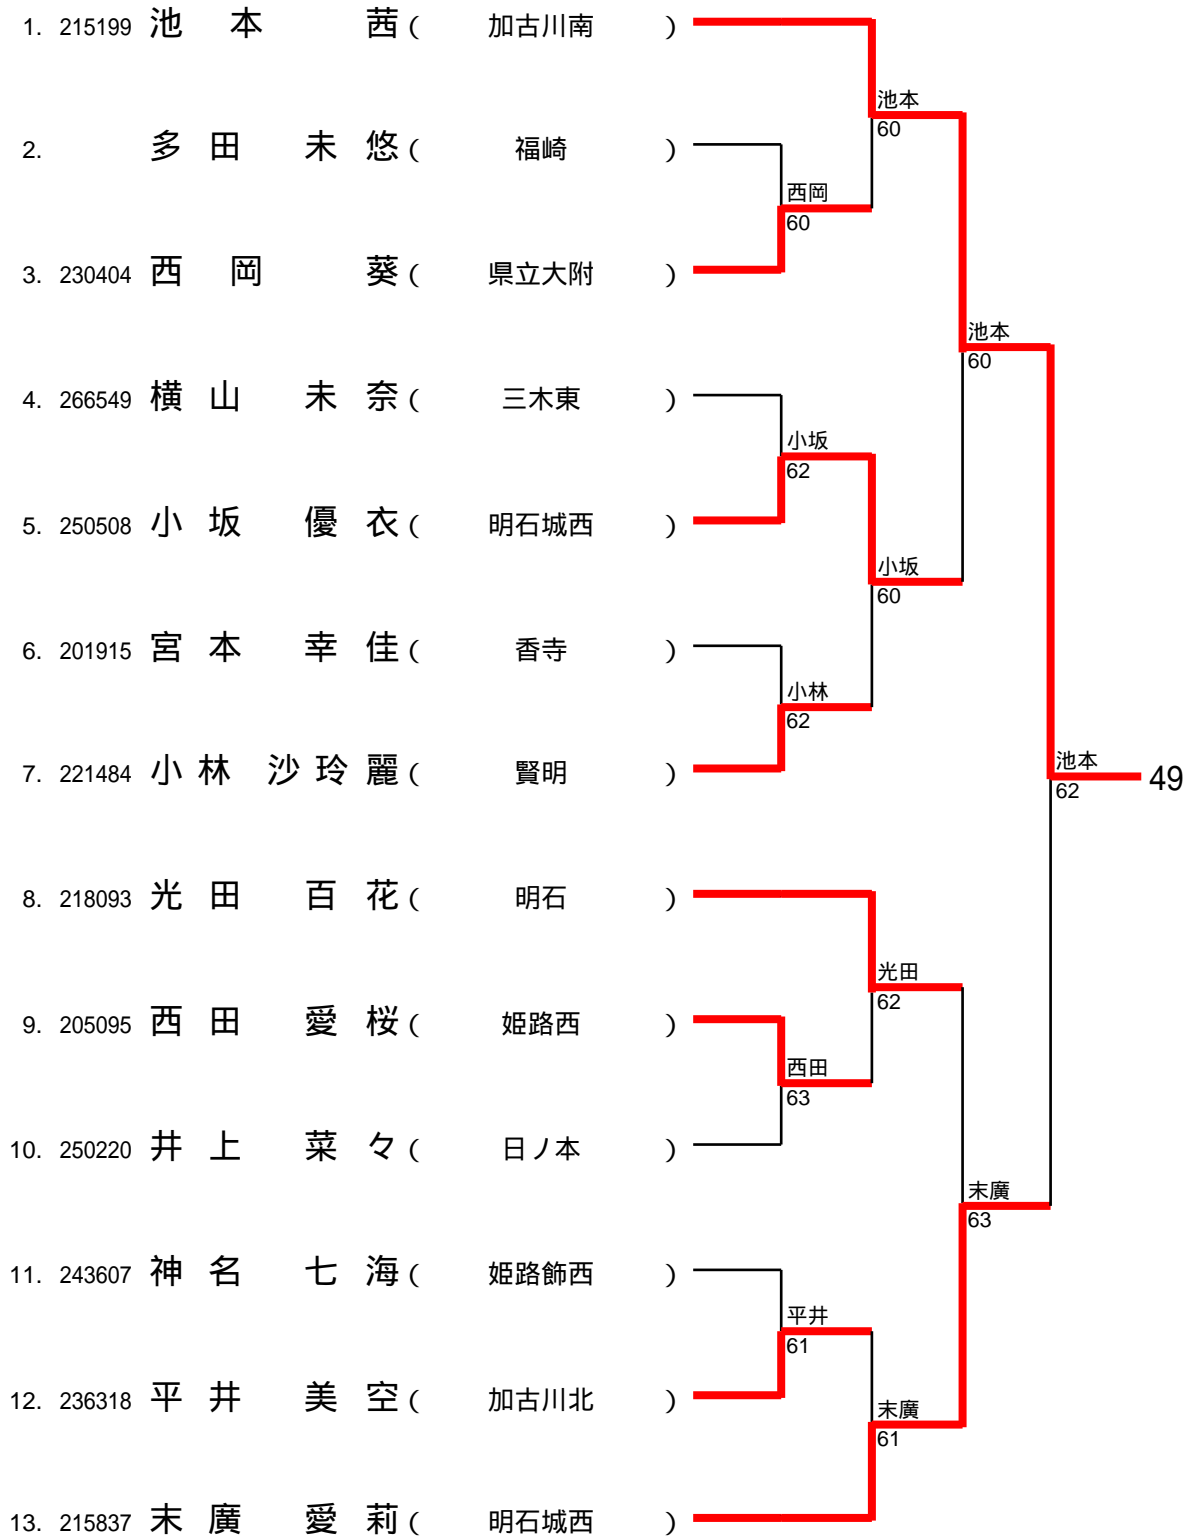 1. 215199 池本 茜 ( 加古川南 )
池本
60
2. 多田 未悠 ( 福崎 )
西岡
60
3. 230404 西岡 葵 ( 県立大附 )
池本
60
4. 266549 横山 未奈 ( 三木東 )
小坂
62
5. 250508 小坂 優衣 ( 明石城西 )
小坂
60
6. 201915 宮本 幸佳 ( 香寺 )
小林
62
7. 221484 小林 沙玲麗 ( 賢明 )
池本
62
49
8. 218093 光田 百花 ( 明石 )
光田
62
9. 205095 西田 愛桜 ( 姫路西 )
西田
63
10. 250220 井上 菜々 ( 日ノ本 )
末廣
63
11. 243607 神名 七海 ( 姫路飾西 )
平井
61
12. 236318 平井 美空 ( 加古川北 )
末廣
61
13. 215837 末廣 愛莉 ( 明石城西 )